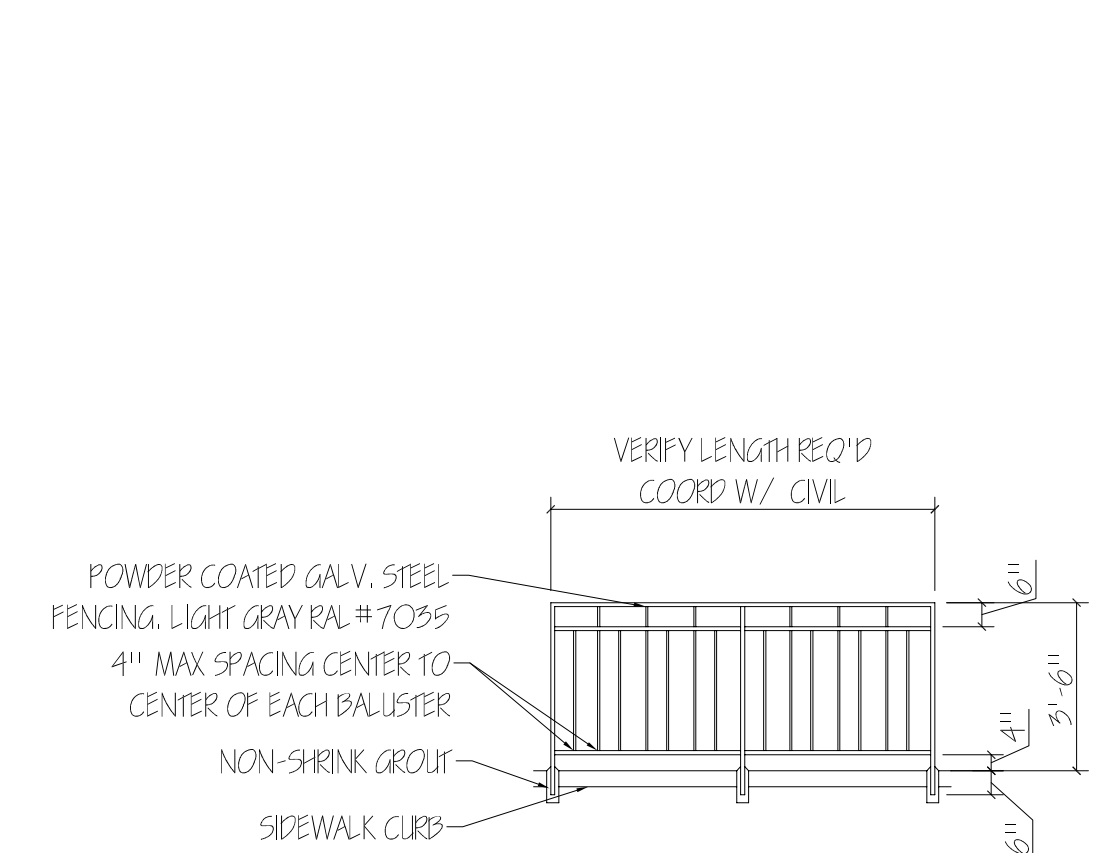 VERIFY LENGTH REQ'D
COORD W/ CIVIL
POWDER COATED GALV. STEEL
FENCING. LIGHT GRAY RAL#7035
4" MAX SPACING CENTER TO
CENTER OF EACH BALUSTER
NON-SHRINK GROUT
SIDEWALK CURB
6"
3'-6"
4"
6"